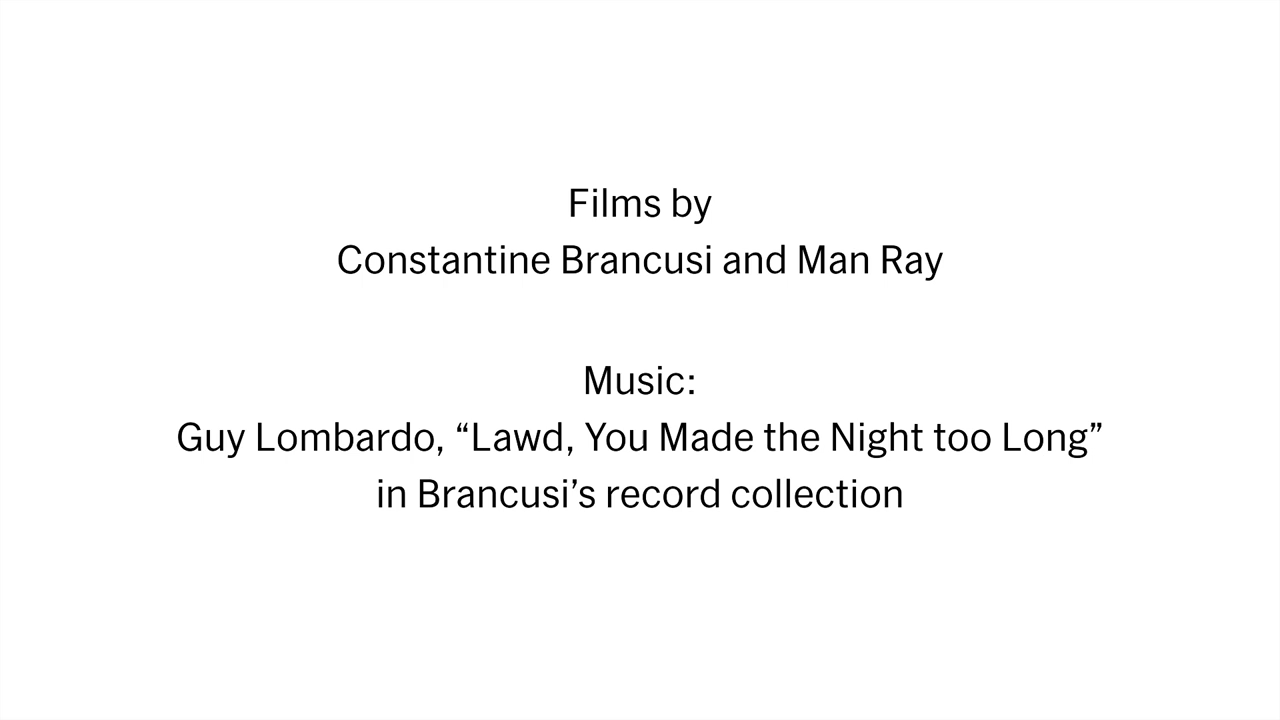 Films by
Constantine Brancusi and Man Ray
Music:
Guy Lombardo, “Lawd, You Made the Night too Long”
in Brancusi’s record collection